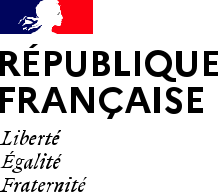 RÉPUBLIQUE
FRANÇAISE
Liberté
Égalité
Fraternité